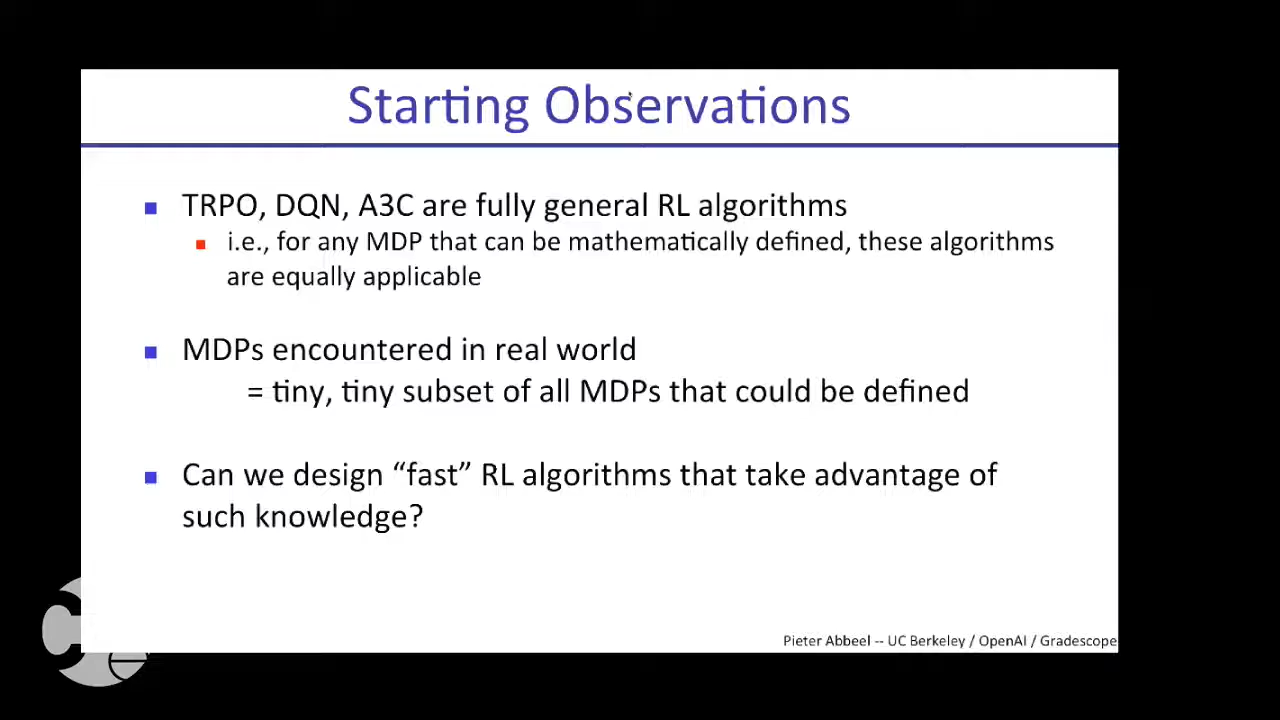 Starting Observations
TRPO, DQN, A3C are fully general RL algorithms
i.e., for any MDP that can be mathematically defined, these algorithms
are equally applicable
MDPs encountered in real world
= tiny, tiny subset of all MDPs that could be defined
Can we design “fast” RL algorithms that take advantage of
such knowledge?
Pieter Abbeel -- UC Berkeley / OpenAI / Gradescope